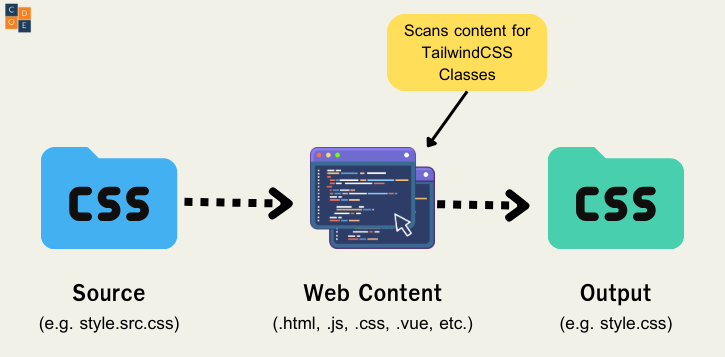 C D
O E
Scans content for
TailwindCSS
Classes
CSS
CSS
Source
Web Content
Output
(e.g. style.src.css)
(.html, .js, .css, .vue, etc.)
(e.g. style.css)